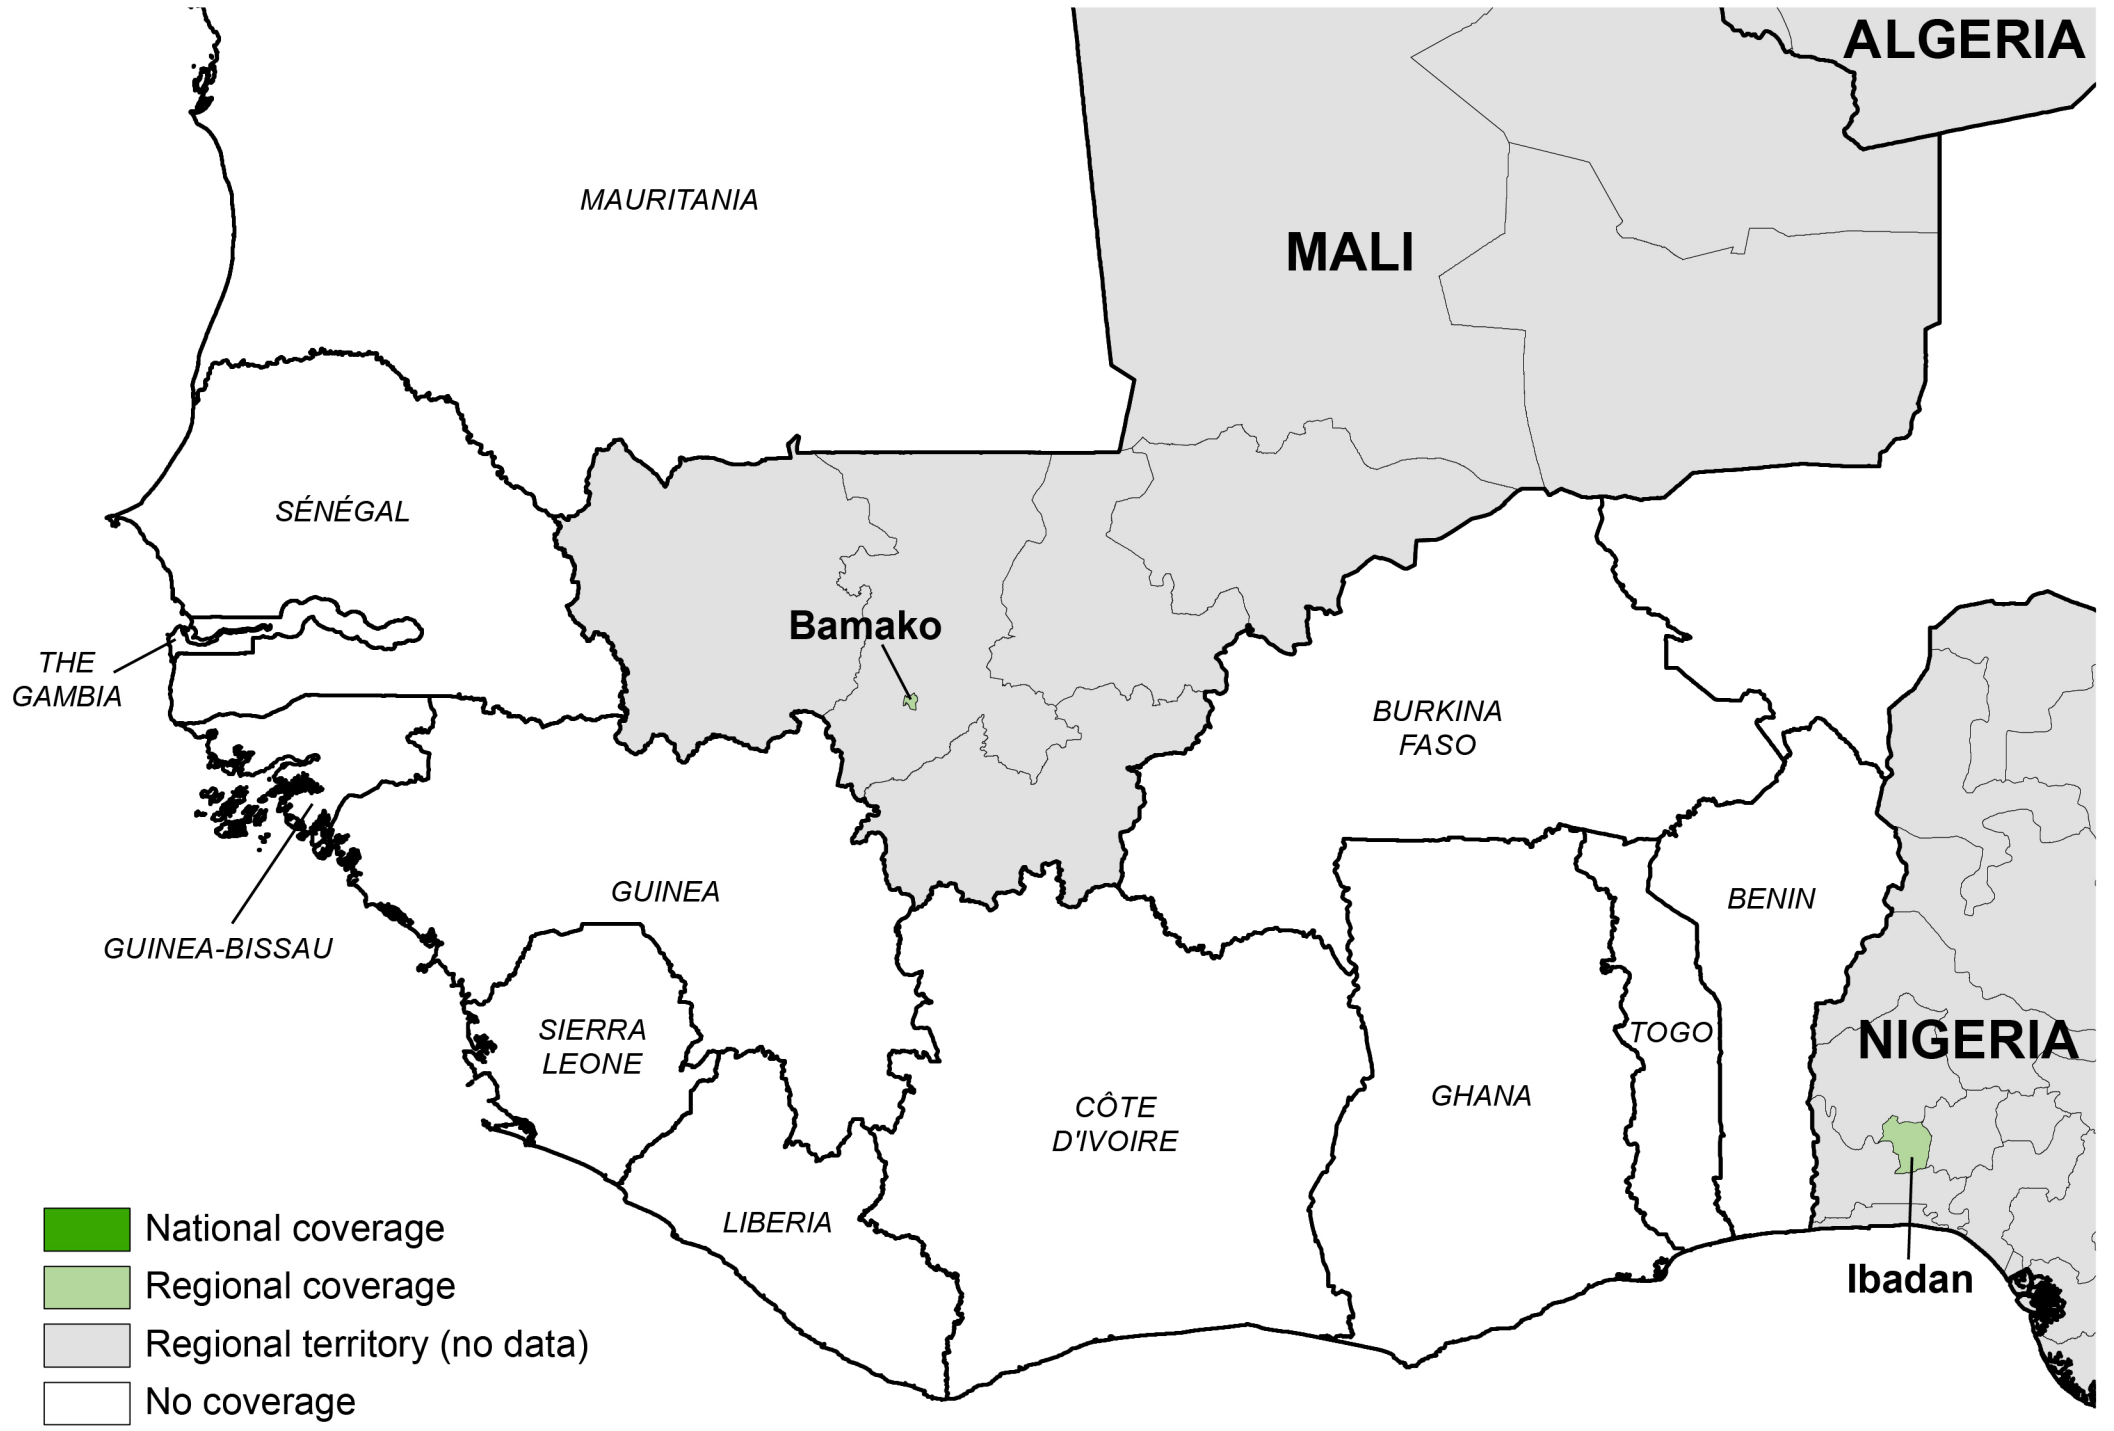 ALGERIA
MAURITANIA
MALI
SÉNÉGAL
Bamako
THE
GAMBIA
BURKINA
FASO
GUINEA
BENIN
GUINEA-BISSAU
SIERRA
LEONE
TOGO
NIGERIA
CÔTE
D'IVOIRE
GHANA
LIBERIA
Ibadan
National coverage
Regional coverage
Regional territory (no data)
No coverage